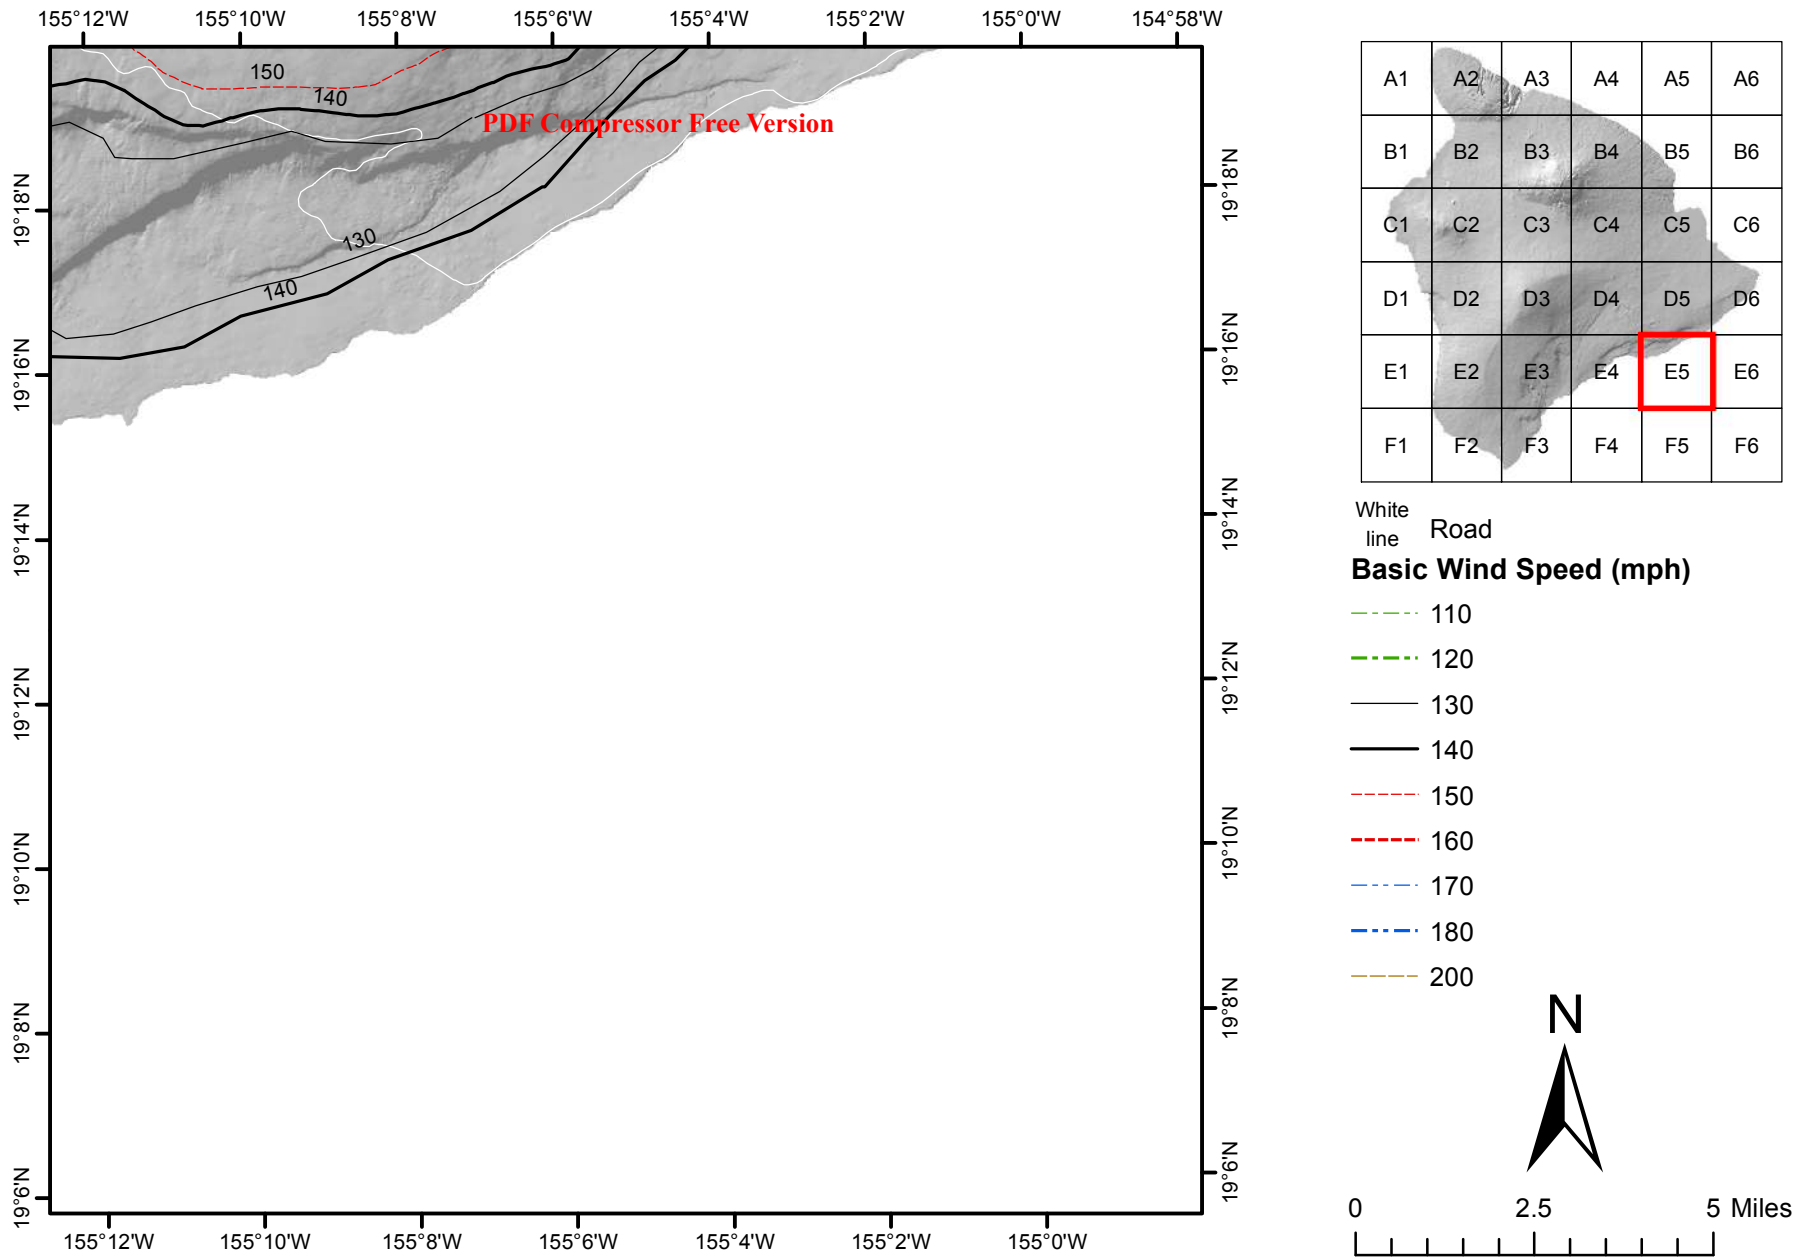 155°12'W 155°10'W 155°8'W 155°6'W 155°4'W 155°2'W 155°0'W 154°58'W
150
140
PDF Compressor Free Version
130
140
19°18'N
19°16'N
19°14'N
19°12'N
19°10'N
19°8'N
19°6'N
19°18'N
19°16'N
19°14'N
19°12'N
19°10'N
19°8'N
19°6'N
155°12'W 155°10'W 155°8'W 155°6'W 155°4'W 155°2'W 155°0'W
A1 A2 A3 A4 A5 A6
B1 B2 B3 B4 B5 B6
C1 C2 C3 C4 C5 C6
D1 D2 D3 D4 D5 D6
E1 E2 E3 E4 E5 E6
F1 F2 F3 F4 F5 F6
White
line
Road
Basic Wind Speed (mph)
110
120
130
140
150
160
170
180
200
N
0 2.5 5 Miles